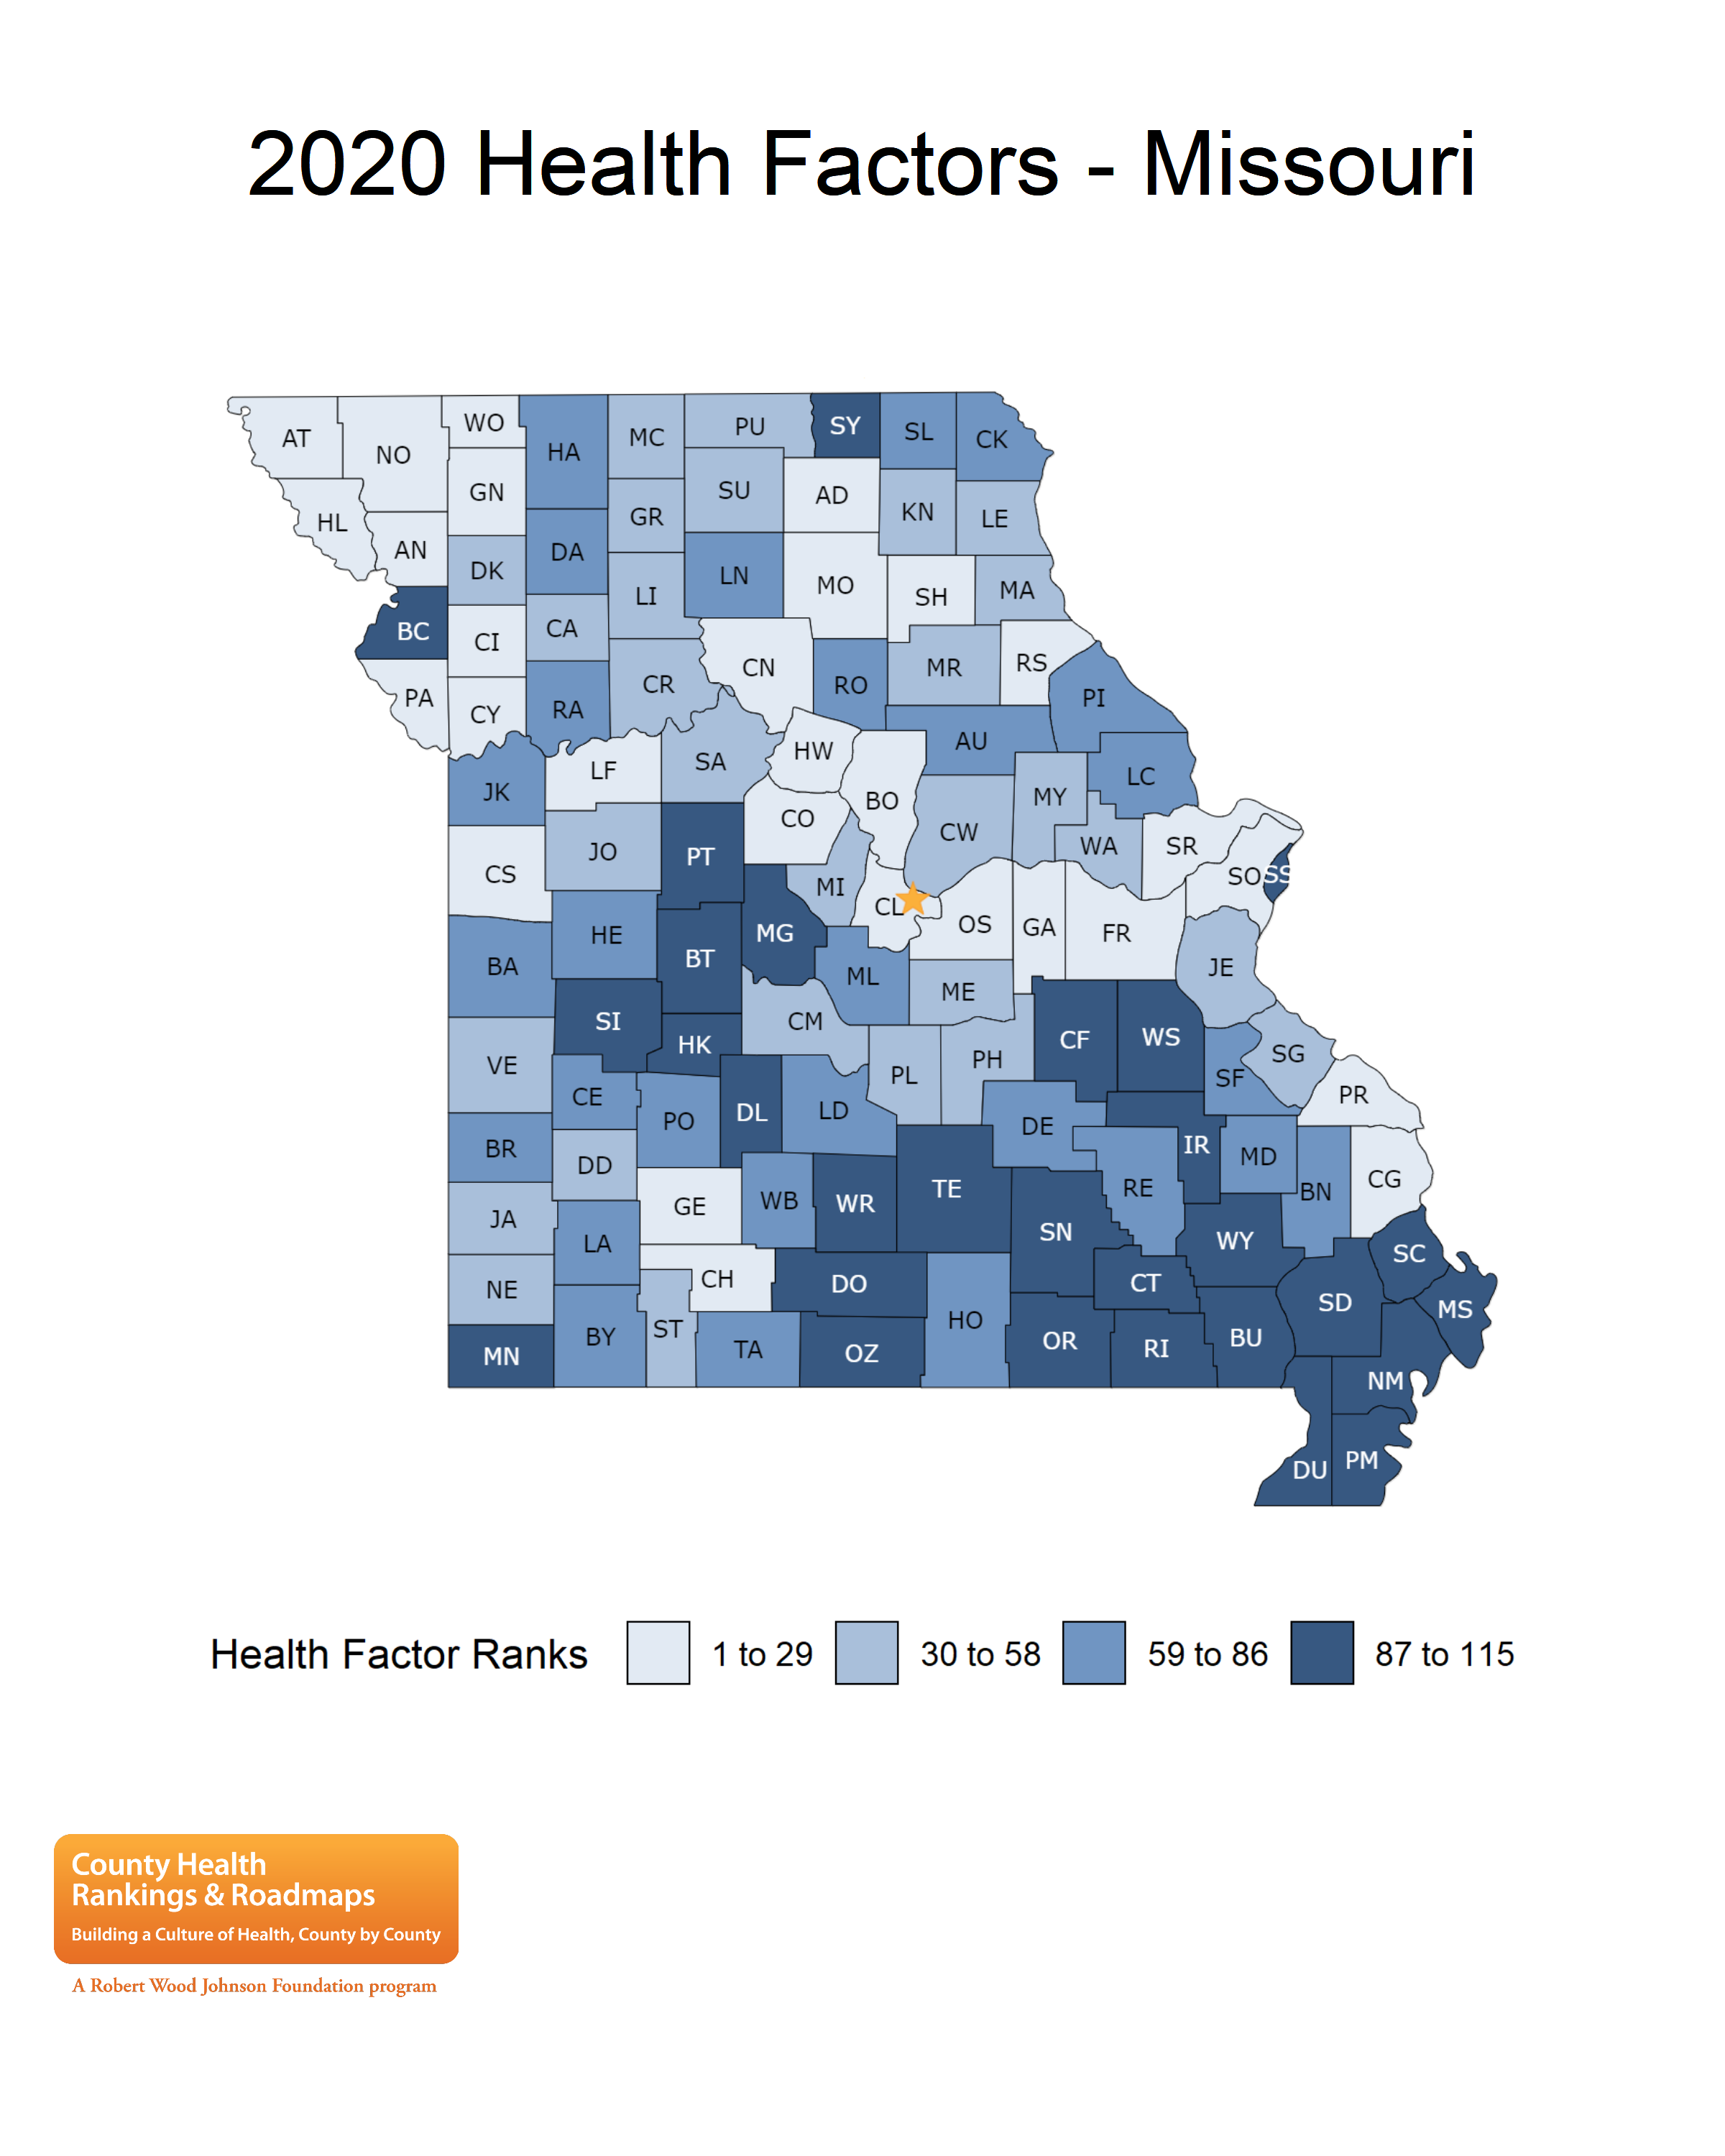 2020 Health Factors - Missouri
AT NO WO HA MC PU SY SL CK
HL GN GR SU AD KN LE
AN DK DA LI LN MO SH MA
BC CI CA CR CN RO MR RS PI
PA CY RA SA HW AU LC
JK LF CO BO CW MY WA SR
CS JO PT MI CL OS GA FR SO SS
BA HE BT MG ML ME JE
VE SI HK CM PL PH CF WS SF SG PR
BR CE PO DL LD DE IR MD BN CG
JA DD GE WB WR TE SN RE WY SC
NE LA CH DO HO CT SD MS
MN BY ST TA OZ OR RI BU NM
DU PM
Health Factor Ranks 1 to 29 30 to 58 59 to 86 87 to 115
County Health
Rankings & Roadmaps
Building a Culture of Health, County by County
A Robert Wood Johnson Foundation program